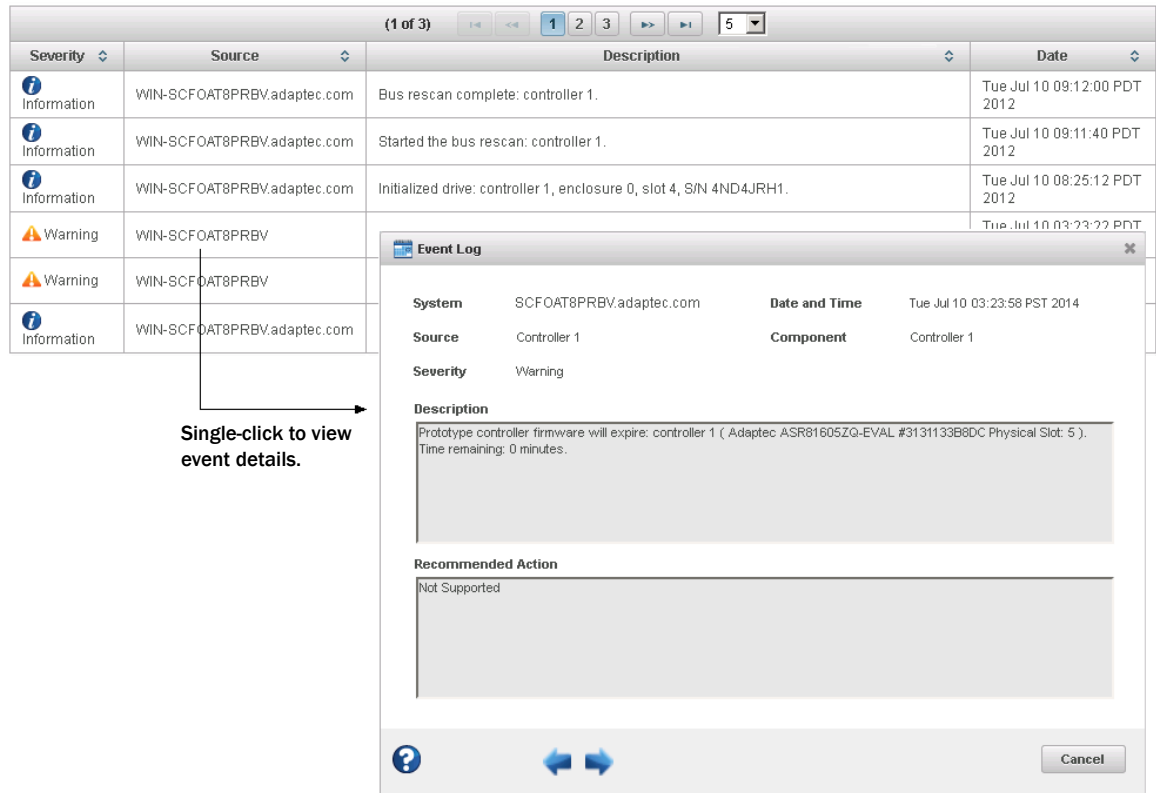 (1 of 3) 1 2 3 5
Severity Source Description Date
Information WIN-SCFOAT8PRBV.adaptec.com Bus rescan complete: controller 1. Tue Jul 10 09:12:00 PDT
2012
Information WIN-SCFOAT8PRBV.adaptec.com Started the bus rescan: controller 1. Tue Jul 10 09:11:40 PDT
2012
Information WIN-SCFOAT8PRBV.adaptec.com Initialized drive: controller 1, enclosure 0, slot 4, S/N 4ND4JRH1. Tue Jul 10 08:25:12 PDT
2012
Warning WIN-SCFOAT8PRBV Tue Jul 10 03:23:22 PDT
Warning WIN-SCFOAT8PRBV
Information WIN-SCFOAT8PRBV.adaptec.com
Single-click to view
event details.
Event Log
System SCFOAT8PRBV.adaptec.com Date and Time Tue Jul 10 03:23:58 PST 2014
Source Controller 1 Component Controller 1
Severity Warning
Description
Prototype controller firmware will expire: controller 1 ( Adaptec ASR81605ZQ-EVAL #3131133B8DC Physical Slot: 5 ).
Time remaining: 0 minutes.
Recommended Action
Not Supported
Cancel